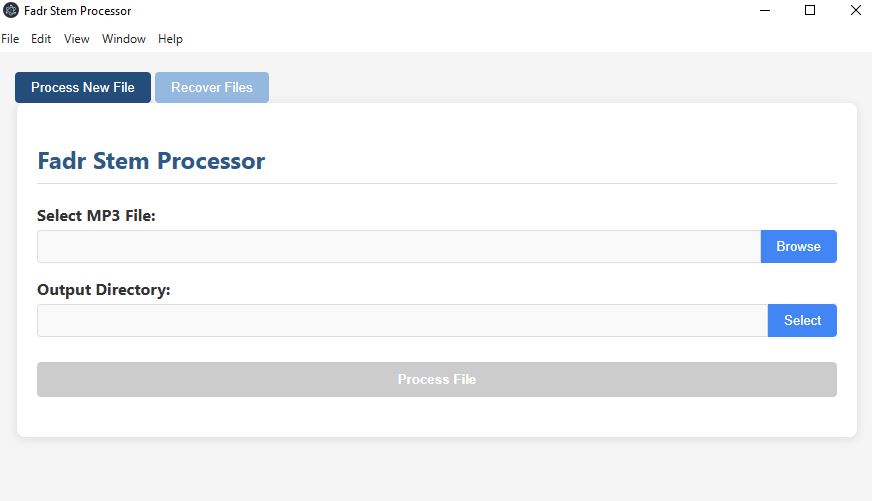 Fadr Stem Processor
File Edit View Window Help
Process New File Recover Files
Fadr Stem Processor
Select MP3 File:
Browse
Output Directory:
Select
Process File